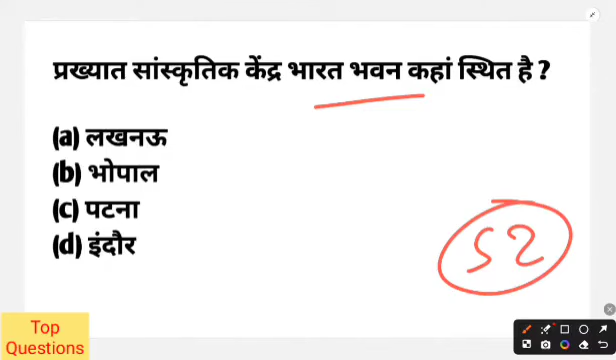 प्रख्यात सांस्कृतिक केंद्र भारत भवन कहां स्थित है ?
(a) लखनऊ
(b) भोपाल
(c) पटना
(d) इंदौर
52
Top
Questions